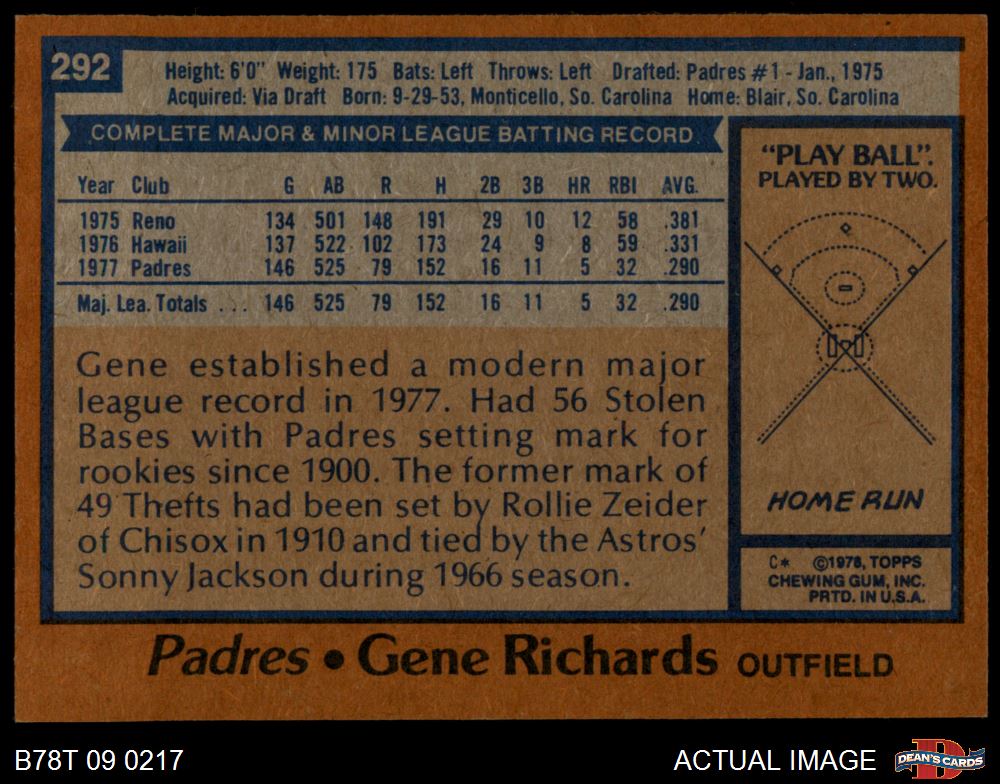 292
Height: 6'0" Weight: 175 Bats: Left Throws: Left Drafted: Padres #1 - Jan., 1975
Acquired: Via Draft Born: 9-29-53, Monticello, So. Carolina Home: Blair, So. Carolina
COMPLETE MAJOR & MINOR LEAGUE BATTING RECORD
Year Club G AB R H 2B 3B HR RBI AVG.
1975 Reno 134 501 148 191 29 10 12 58 .381
1976 Hawaii 137 522 102 173 24 9 8 59 .331
1977 Padres 146 525 79 152 16 11 5 32 .290
Maj. Lea. Totals . . . 146 525 79 152 16 11 5 32 .290
Gene established a modern major
league record in 1977. Had 56 Stolen
Bases with Padres setting mark for
rookies since 1900. The former mark of
49 Thefts had been set by Rollie Zeider
of Chisox in 1910 and tied by the Astros'
Sonny Jackson during 1966 season.
"PLAY BALL".
PLAYED BY TWO.
HOME RUN
C* ©1978, TOPPS
CHEWING GUM, INC.
PRTD. IN U.S.A.
Padres • Gene Richards OUTFIELD
B78T 09 0217
ACTUAL IMAGE
D
DEAN'S CARDS